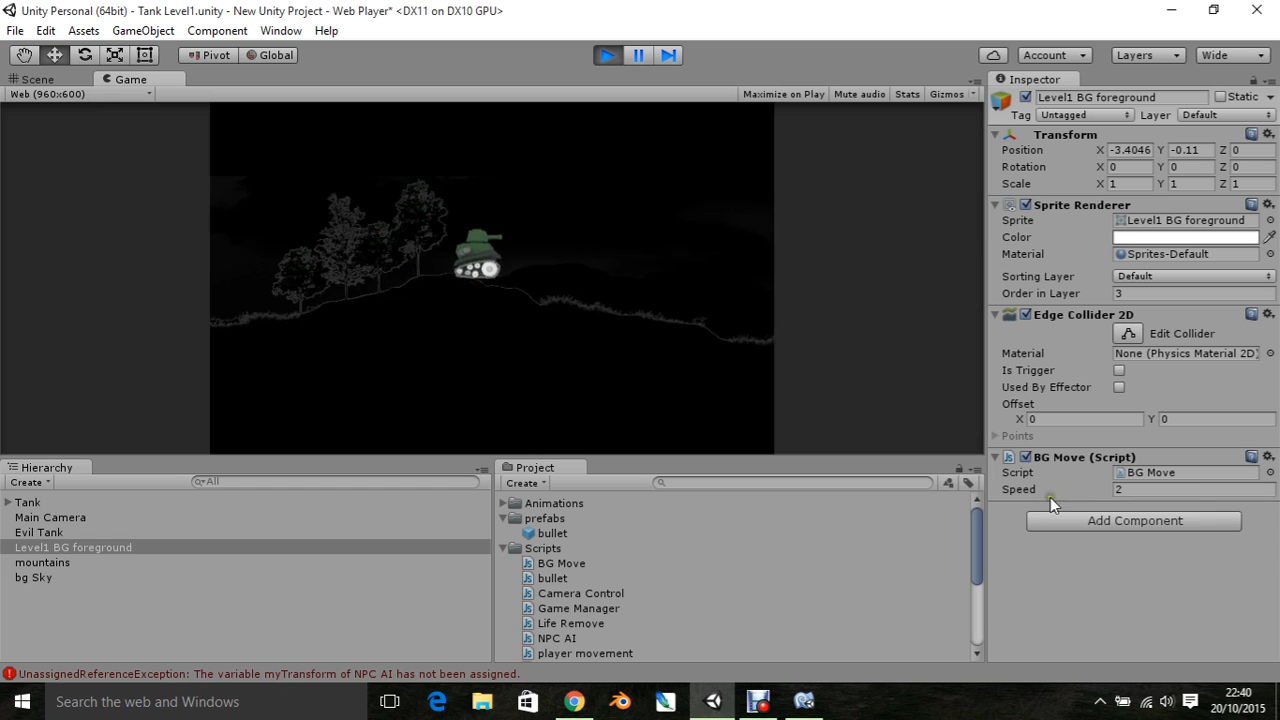 Unity Personal (64bit) - Tank Level1.unity - New Unity Project - Web Player* <DX11 on DX10 GPU>
File Edit Assets GameObject Component Window Help
Pivot Global Account Layers Wide
Scene Game
Web (960x600) Maximize on Play Mute audio Stats Gizmos
Inspector
Level1 BG foreground Static
Tag Untagged Layer Default
Transform
Position X -3.4046 Y -0.11 Z 0
Rotation X 0 Y 0 Z 0
Scale X 1 Y 1 Z 1
Sprite Renderer
Sprite Level1 BG foreground
Color
Material Sprites-Default
Sorting Layer Default
Order in Layer 3
Edge Collider 2D
Edit Collider
Material None (Physics Material 2D)
Is Trigger
Used By Effector
Offset
X 0 Y 0
Points
BG Move (Script)
Script BG Move
Speed 2
Add Component
Hierarchy
Create All
Tank
Main Camera
Evil Tank
Level1 BG foreground
mountains
bg Sky
Project
Create
Animations
prefabs
bullet
Scripts
BG Move
bullet
Camera Control
Game Manager
Life Remove
NPC AI
player movement
UnassignedReferenceException: The variable myTransform of NPC AI has not been assigned.
Search the web and Windows
22:40
20/10/2015